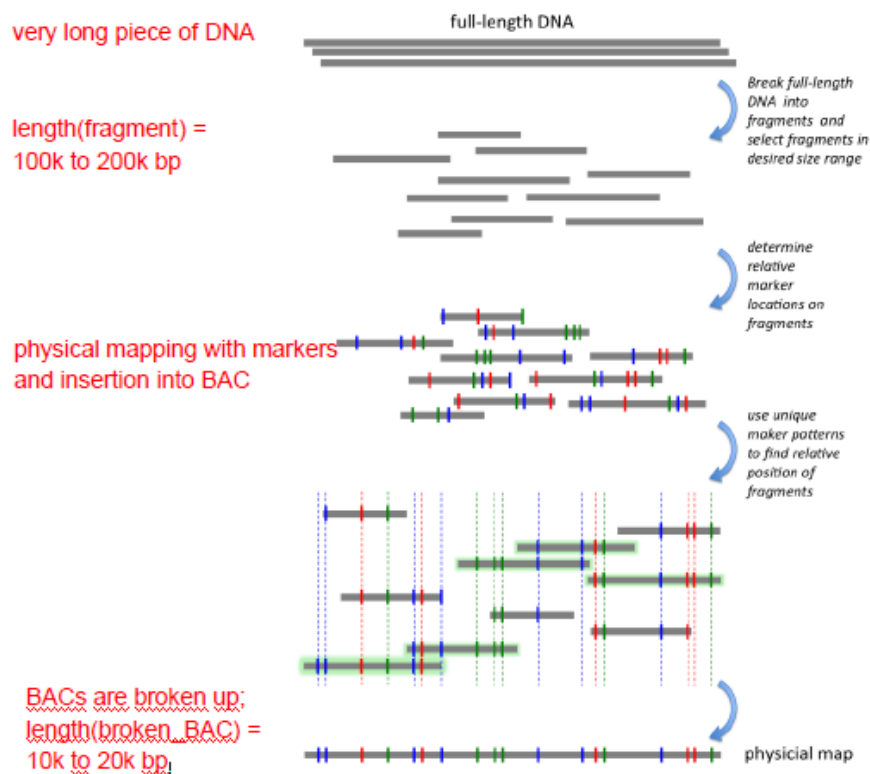 very long piece of DNA
full-length DNA
Break full-length
DNA into
fragments and
select fragments in
desired size range
length(fragment) =
100k to 200k bp
determine
relative
marker
locations on
fragments
physical mapping with markers
and insertion into BAC
use unique
maker patterns
to find relative
position of
fragments
BACs are broken up;
length(broken_BAC) =
10k to 20k bp
physicial map